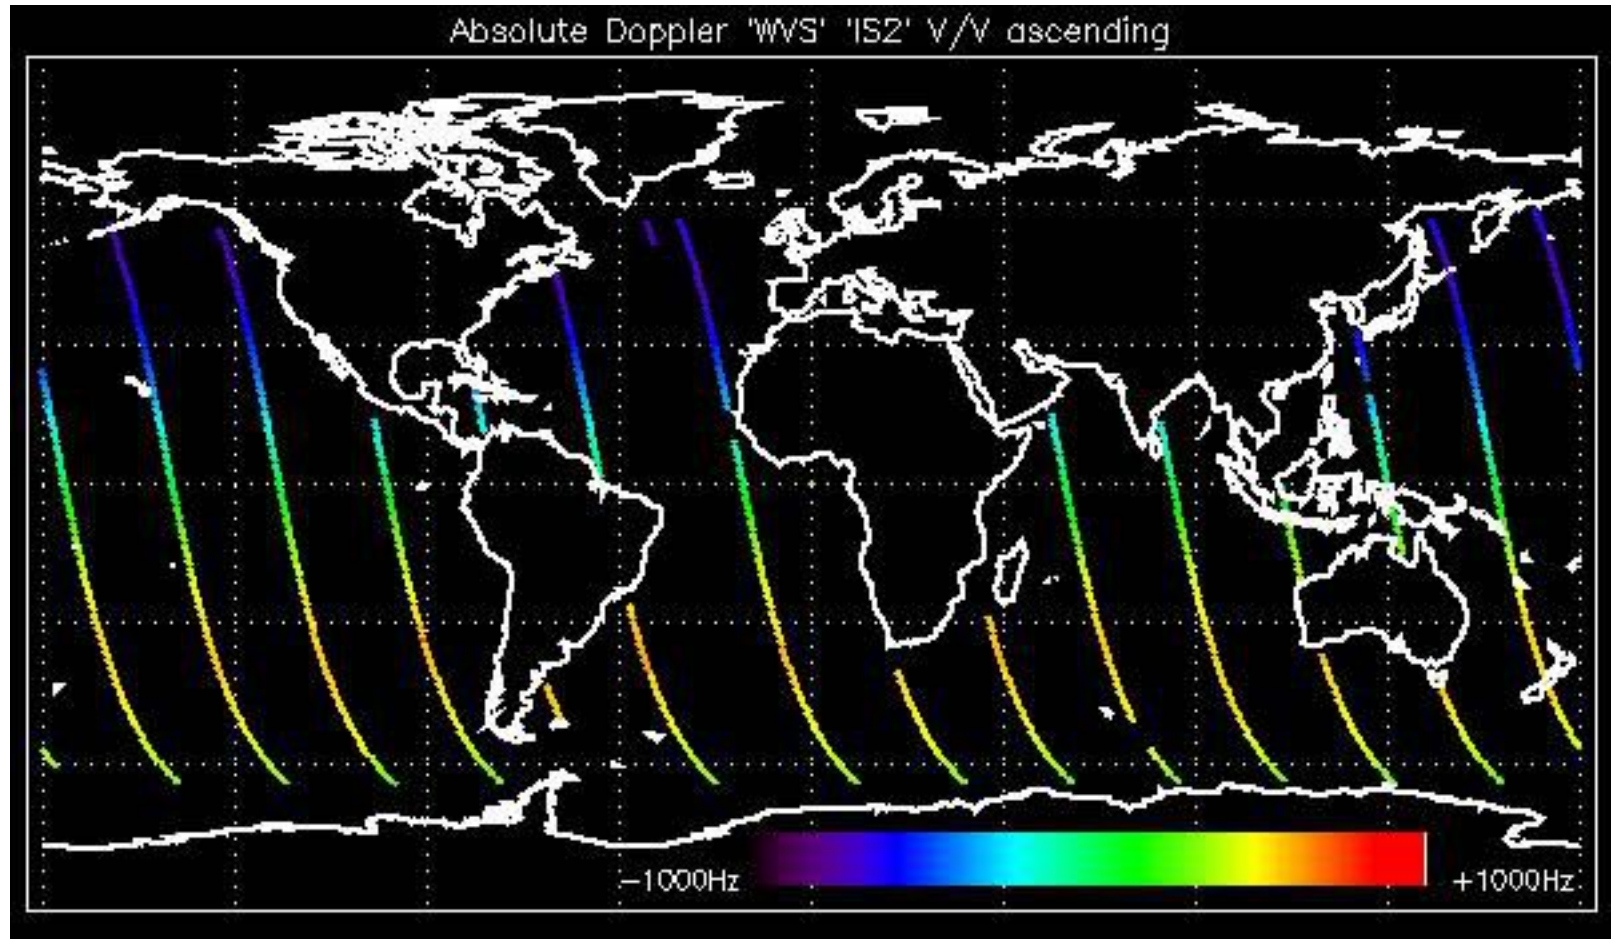 Absolute Doppler 'WVS' 'IS2' V/V ascending
−1000Hz +1000Hz